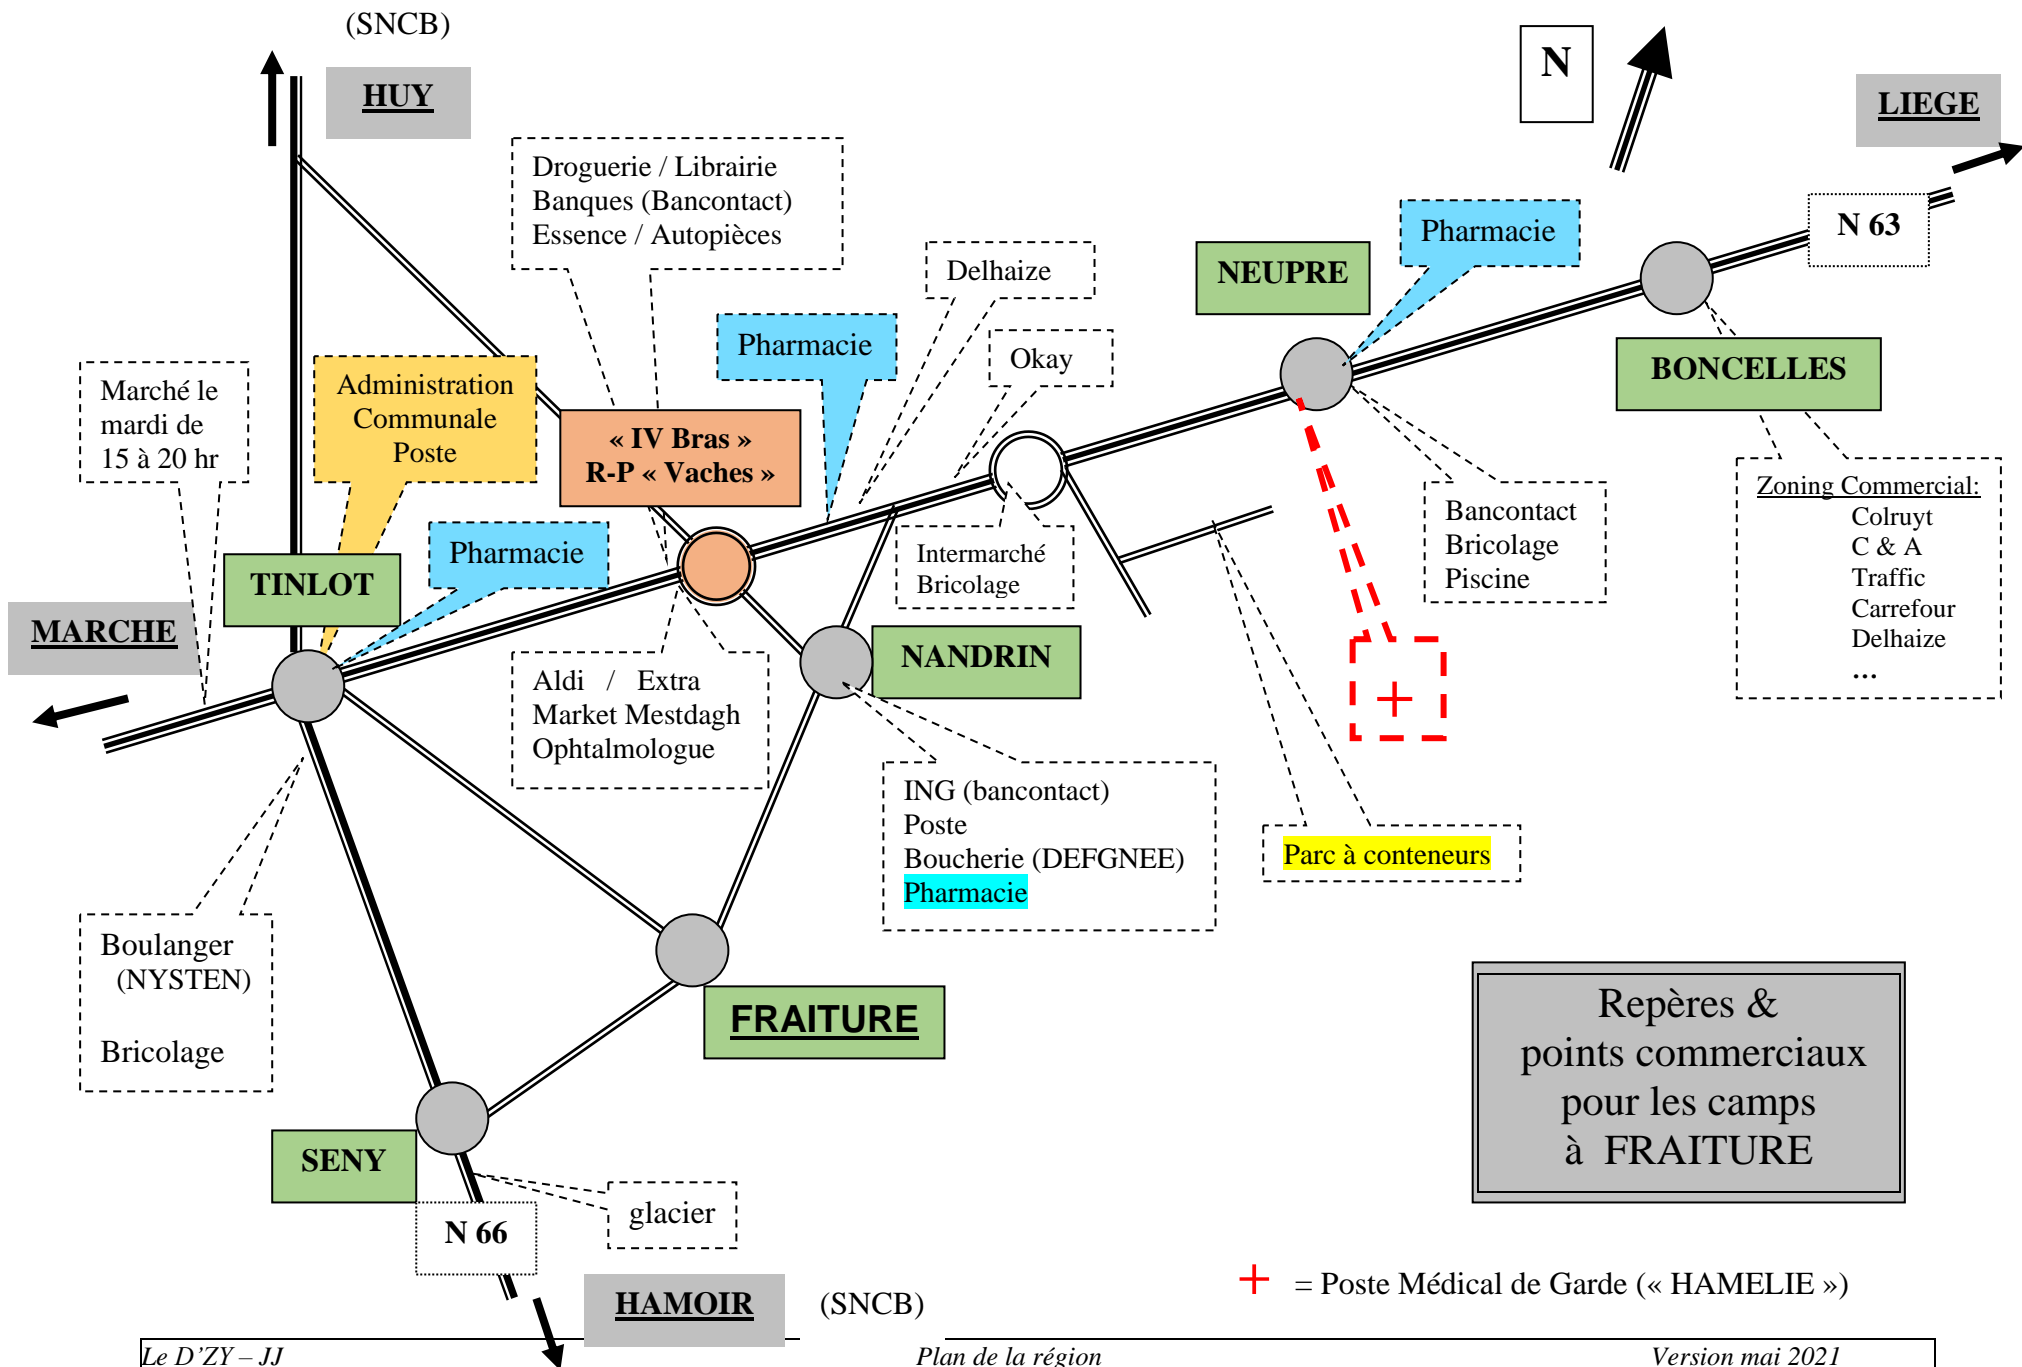 (SNCB)
HUY
N
LIEGE
N 63
Droguerie / Librairie
Banques (Bancontact)
Essence / Autopièces
Delhaize
Pharmacie
NEUPRE
BONCELLES
Pharmacie
Okay
Marché le
mardi de
15 à 20 hr
Administration
Communale
Poste
« IV Bras »
R-P « Vaches »
Zoning Commercial:
Colruyt
C & A
Traffic
Carrefour
Delhaize
...
Bancontact
Bricolage
Piscine
Intermarché
Bricolage
Pharmacie
TINLOT
MARCHE
NANDRIN
Aldi / Extra
Market Mestdagh
Ophtalmologue
ING (bancontact)
Poste
Boucherie (DEFGNEE)
Pharmacie
Parc à conteneurs
Boulanger
(NYSTEN)
Bricolage
FRAITURE
Repères &
points commerciaux
pour les camps
à FRAITURE
SENY
glacier
N 66
HAMOIR
(SNCB)
+ = Poste Médical de Garde (« HAMELIE »)
Le D'ZY – JJ
Plan de la région
Version mai 2021